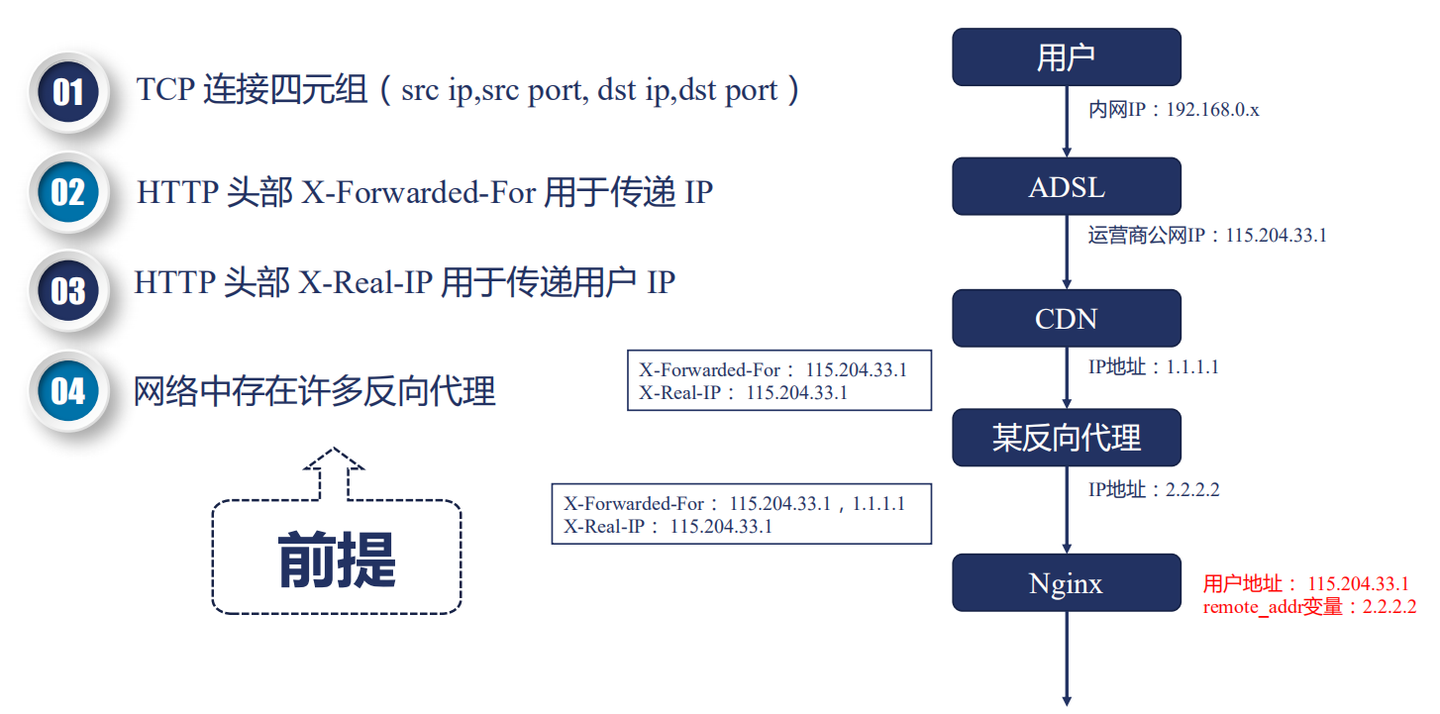 01
TCP 连接四元组（src ip,src port, dst ip,dst port）
02
HTTP 头部 X-Forwarded-For 用于传递 IP
03
HTTP 头部 X-Real-IP 用于传递用户 IP
04
网络中存在许多反向代理
前提
用户
内网IP：192.168.0.x
ADSL
运营商公网IP：115.204.33.1
CDN
IP地址：1.1.1.1
X-Forwarded-For： 115.204.33.1
X-Real-IP： 115.204.33.1
某反向代理
IP地址：2.2.2.2
X-Forwarded-For： 115.204.33.1，1.1.1.1
X-Real-IP： 115.204.33.1
Nginx
用户地址： 115.204.33.1
remote_addr变量：2.2.2.2